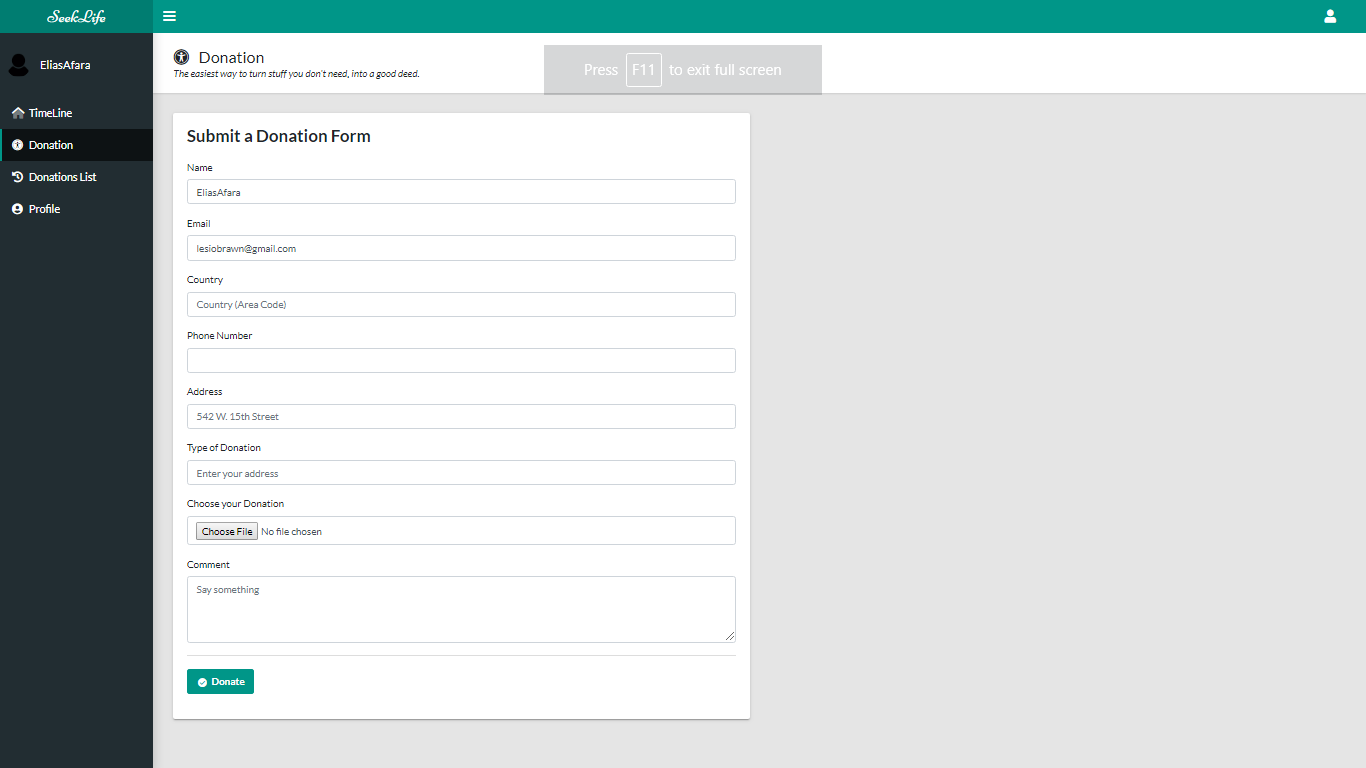 SeekLife
EliasAfara
TimeLine
Donation
Donations List
Profile
Donation
The easiest way to turn stuff you don't need, into a good deed.
Press F11 to exit full screen
Submit a Donation Form
Name
EliasAfara
Email
lesiobrawn@gmail.com
Country
Country (Area Code)
Phone Number
Address
542 W. 15th Street
Type of Donation
Enter your address
Choose your Donation
Choose File No file chosen
Comment
Say something
Donate